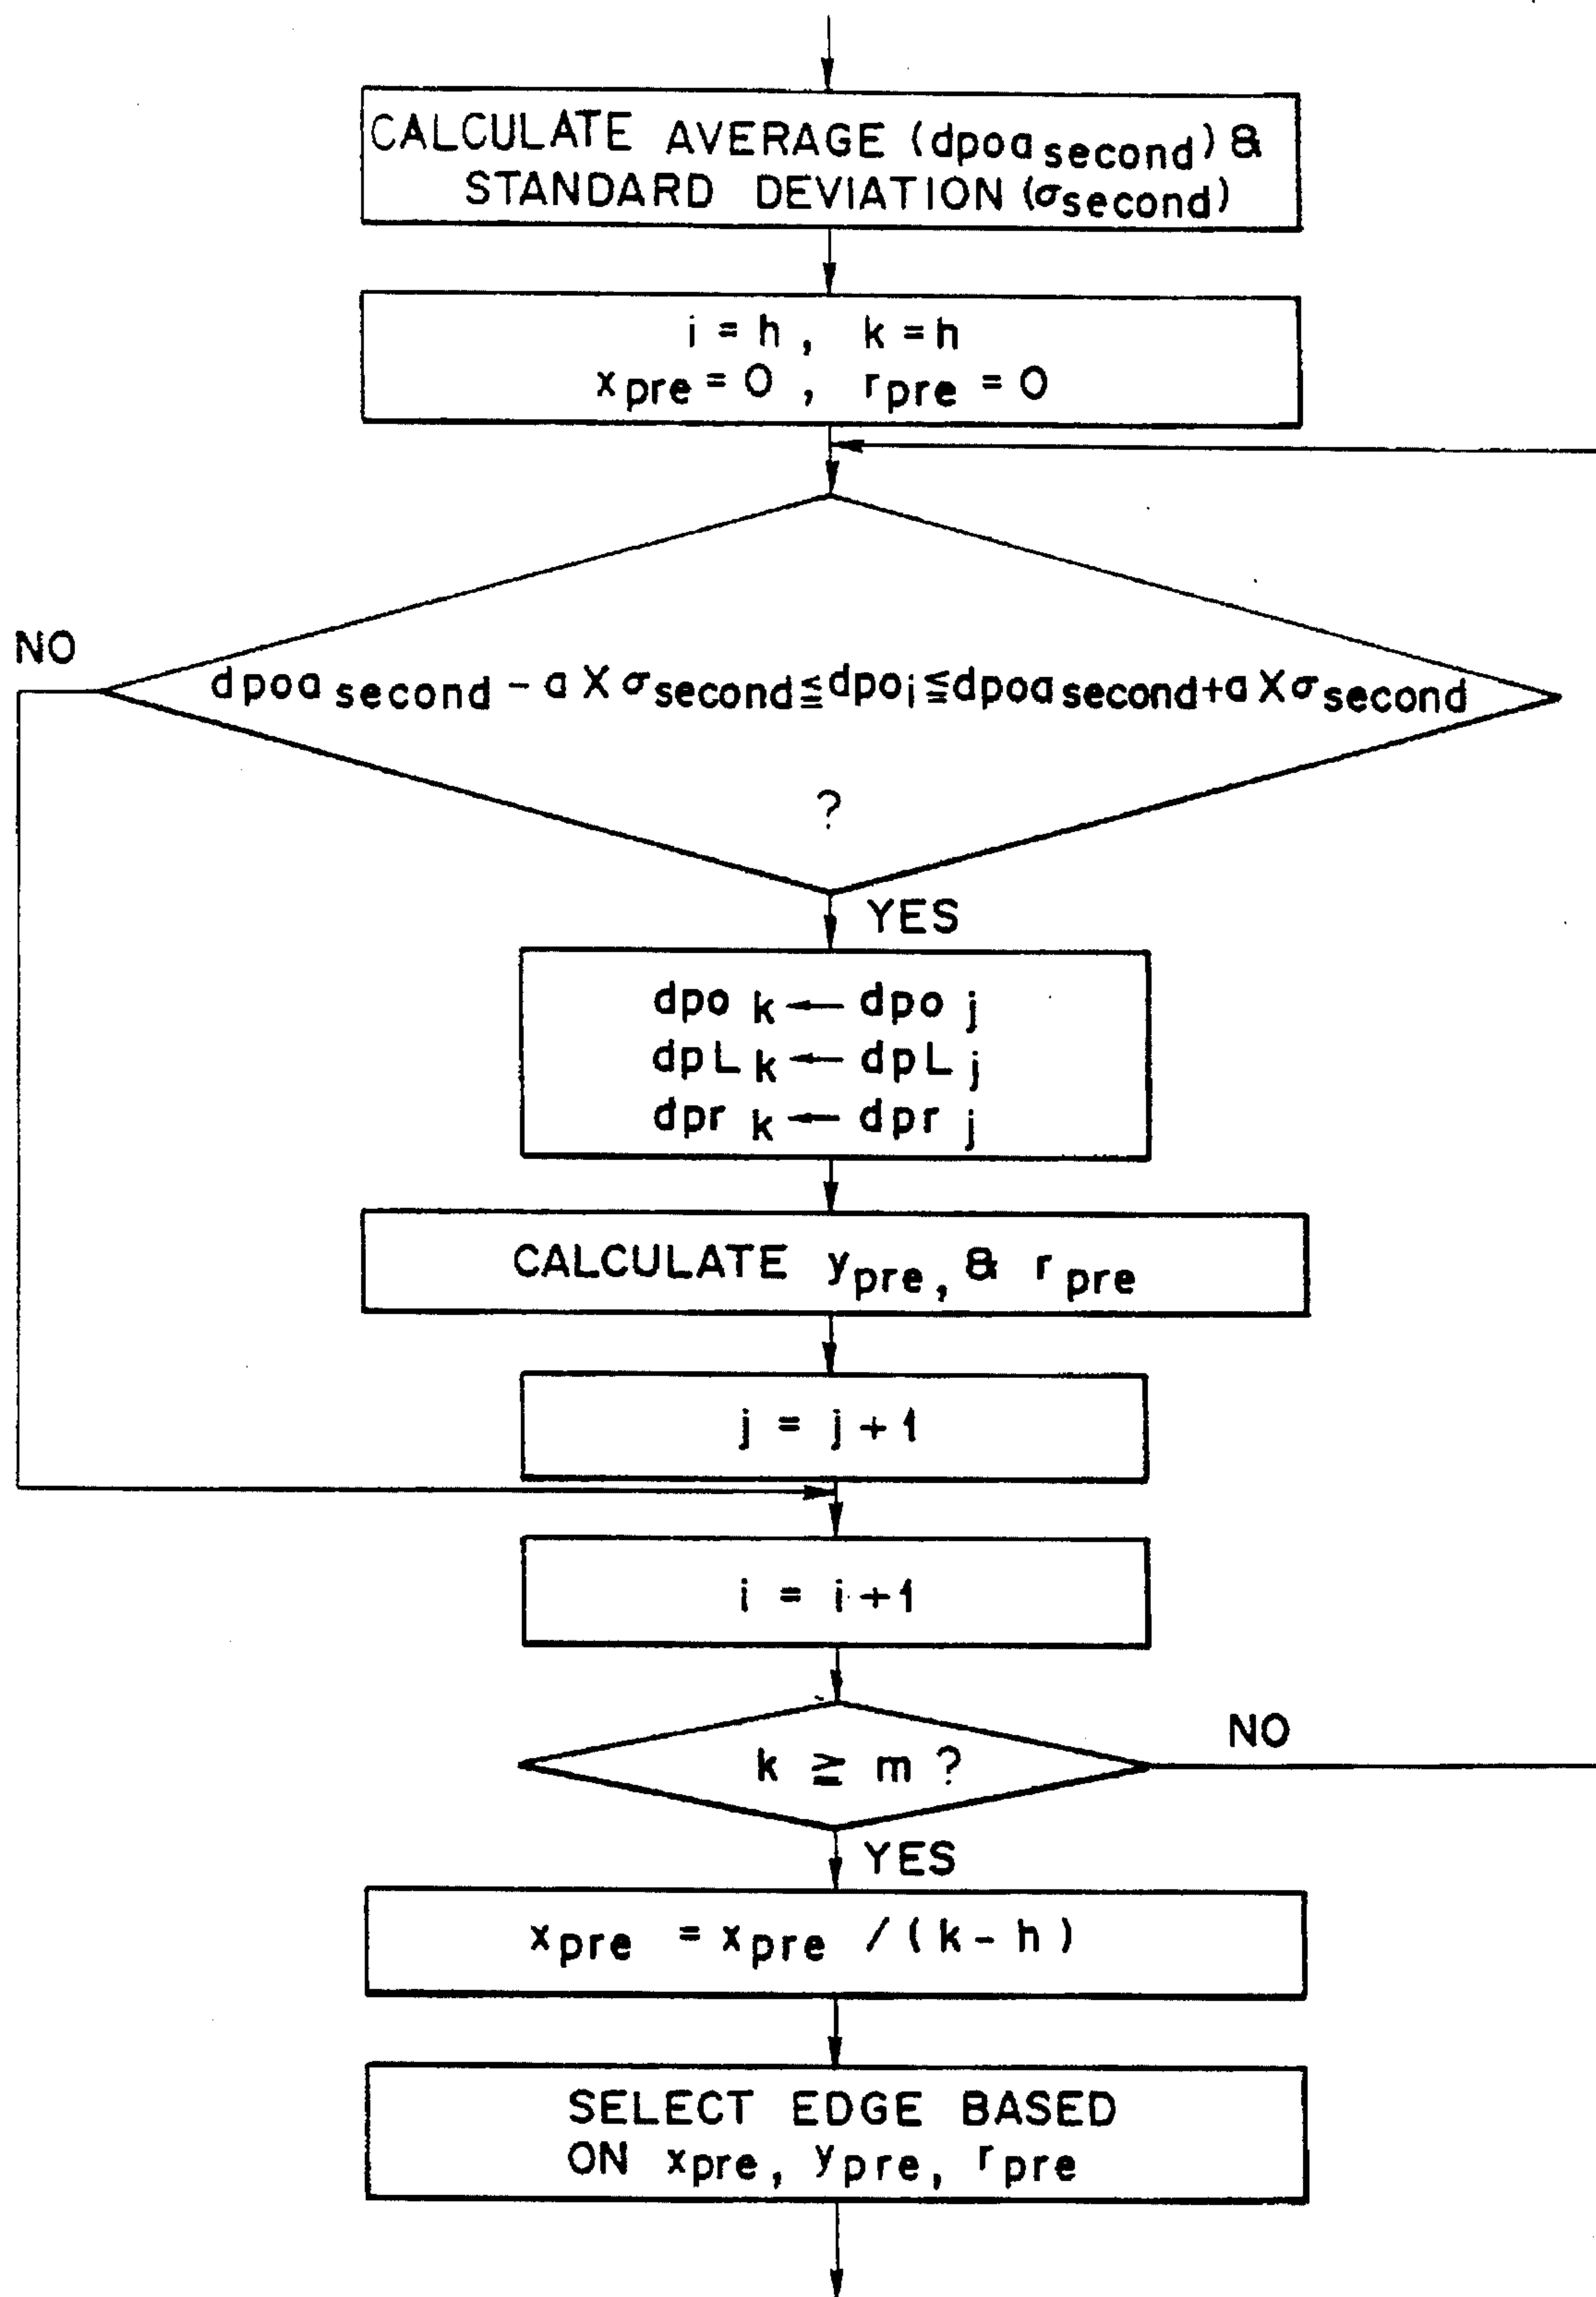 CALCULATE AVERAGE (dpoa second) &
STANDARD DEVIATION (σsecond)
i = h , k = h
xpre = 0 , rpre = 0
NO
dpoa second - a X σsecond ≦ dpoi ≦ dpoa second + a X σsecond
?
YES
dpo k ← dpo j
dpL k ← dpL j
dpr k ← dpr j
CALCULATE ypre, & rpre
j = j + 1
i = i + 1
k ≧ m ?
NO
YES
xpre = xpre / ( k - h )
SELECT EDGE BASED
ON xpre, ypre, rpre